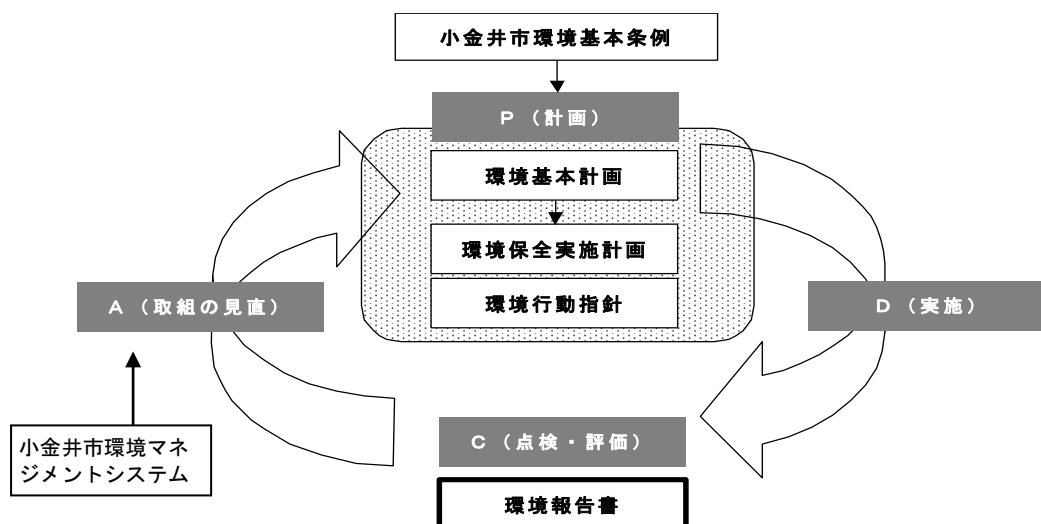 小金井市環境基本条例
Ｐ（計画）
環境基本計画
環境保全実施計画
環境行動指針
Ａ（取組の見直）
Ｄ（実施）
小金井市環境マネ
ジメントシステム
Ｃ（点検・評価）
環境報告書